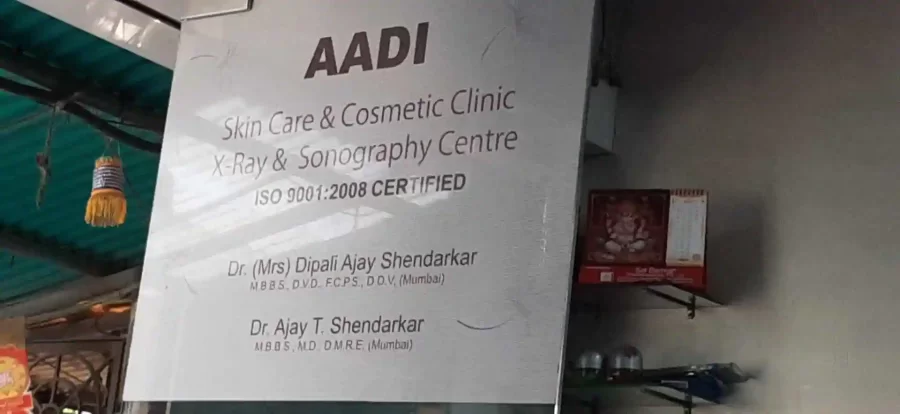 AADI
Skin Care & Cosmetic Clinic
X-Ray & Sonography Centre
ISO 9001:2008 CERTIFIED
Dr. (Mrs) Dipali Ajay Shendarkar
M.B.B.S., D.V.D., F.C.P.S., D.D.V, (Mumbai)
Dr. Ajay T. Shendarkar
M.B.B.S., M.D. D.M.R.E. (Mumbai)